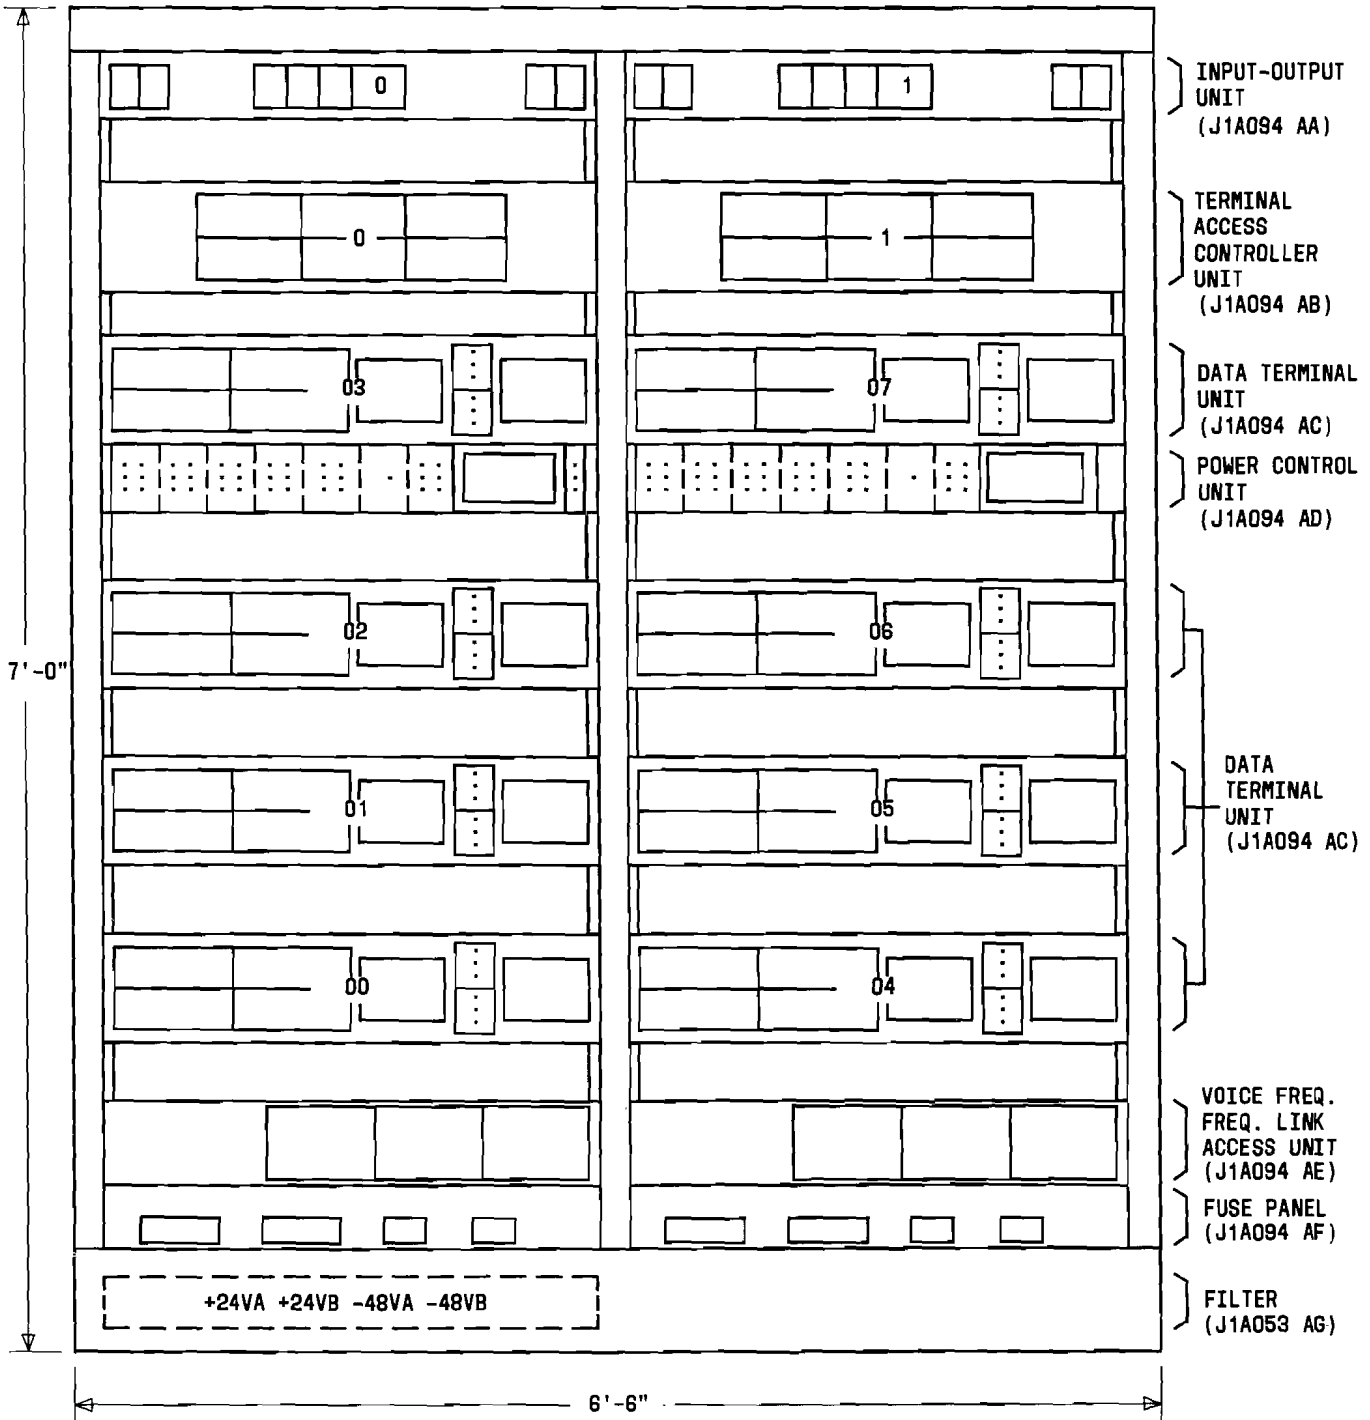 0
1
INPUT-OUTPUT
UNIT
(J1A094 AA)
0
1
TERMINAL
ACCESS
CONTROLLER
UNIT
(J1A094 AB)
03
07
DATA TERMINAL
UNIT
(J1A094 AC)
POWER CONTROL
UNIT
(J1A094 AD)
02
06
7'-0"
01
05
DATA
TERMINAL
UNIT
(J1A094 AC)
00
04
VOICE FREQ.
FREQ. LINK
ACCESS UNIT
(J1A094 AE)
FUSE PANEL
(J1A094 AF)
+24VA +24VB -48VA -48VB
FILTER
(J1A053 AG)
6'-6"